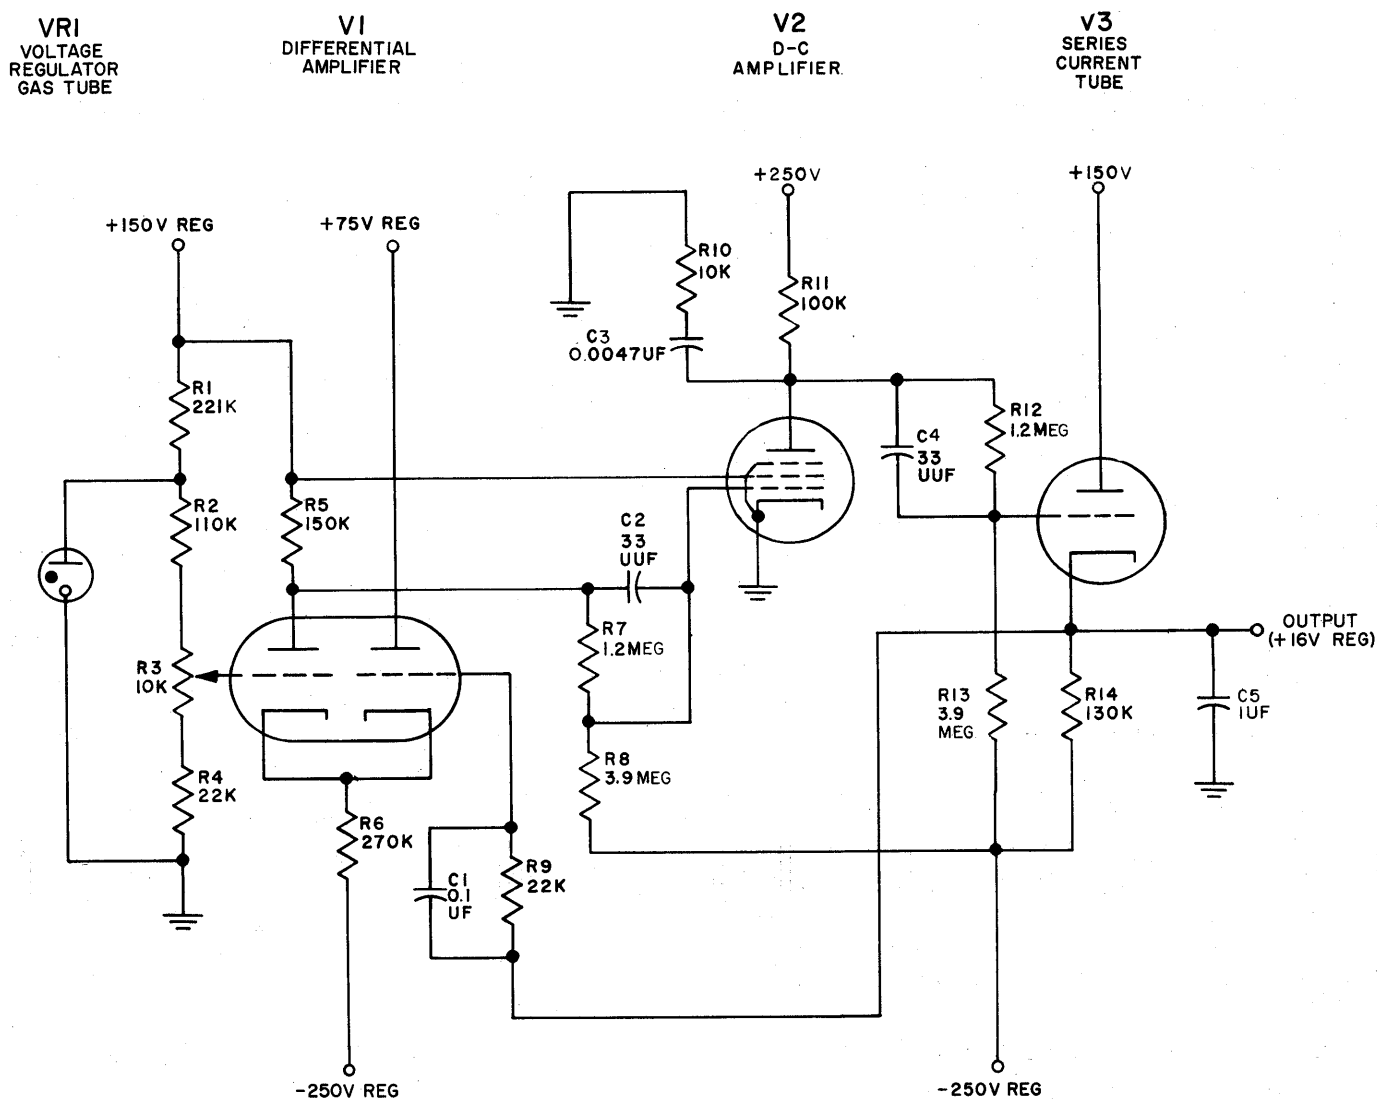 VR1
VOLTAGE
REGULATOR
GAS TUBE
V1
DIFFERENTIAL
AMPLIFIER
V2
D-C
AMPLIFIER.
V3
SERIES
CURRENT
TUBE
+150V REG
+75V REG
+250V
+150V
R10
10K
R11
100K
C3
0.0047UF
R1
221K
R12
1.2MEG
C4
33
UUF
R2
110K
R5
150K
C2
33
UUF
R3
10K
R7
1.2MEG
OUTPUT
(+16V REG)
R13
3.9
MEG
R14
130K
C5
1UF
R4
22K
R8
3.9MEG
R6
270K
C1
0.1
UF
R9
22K
-250V REG
-250V REG